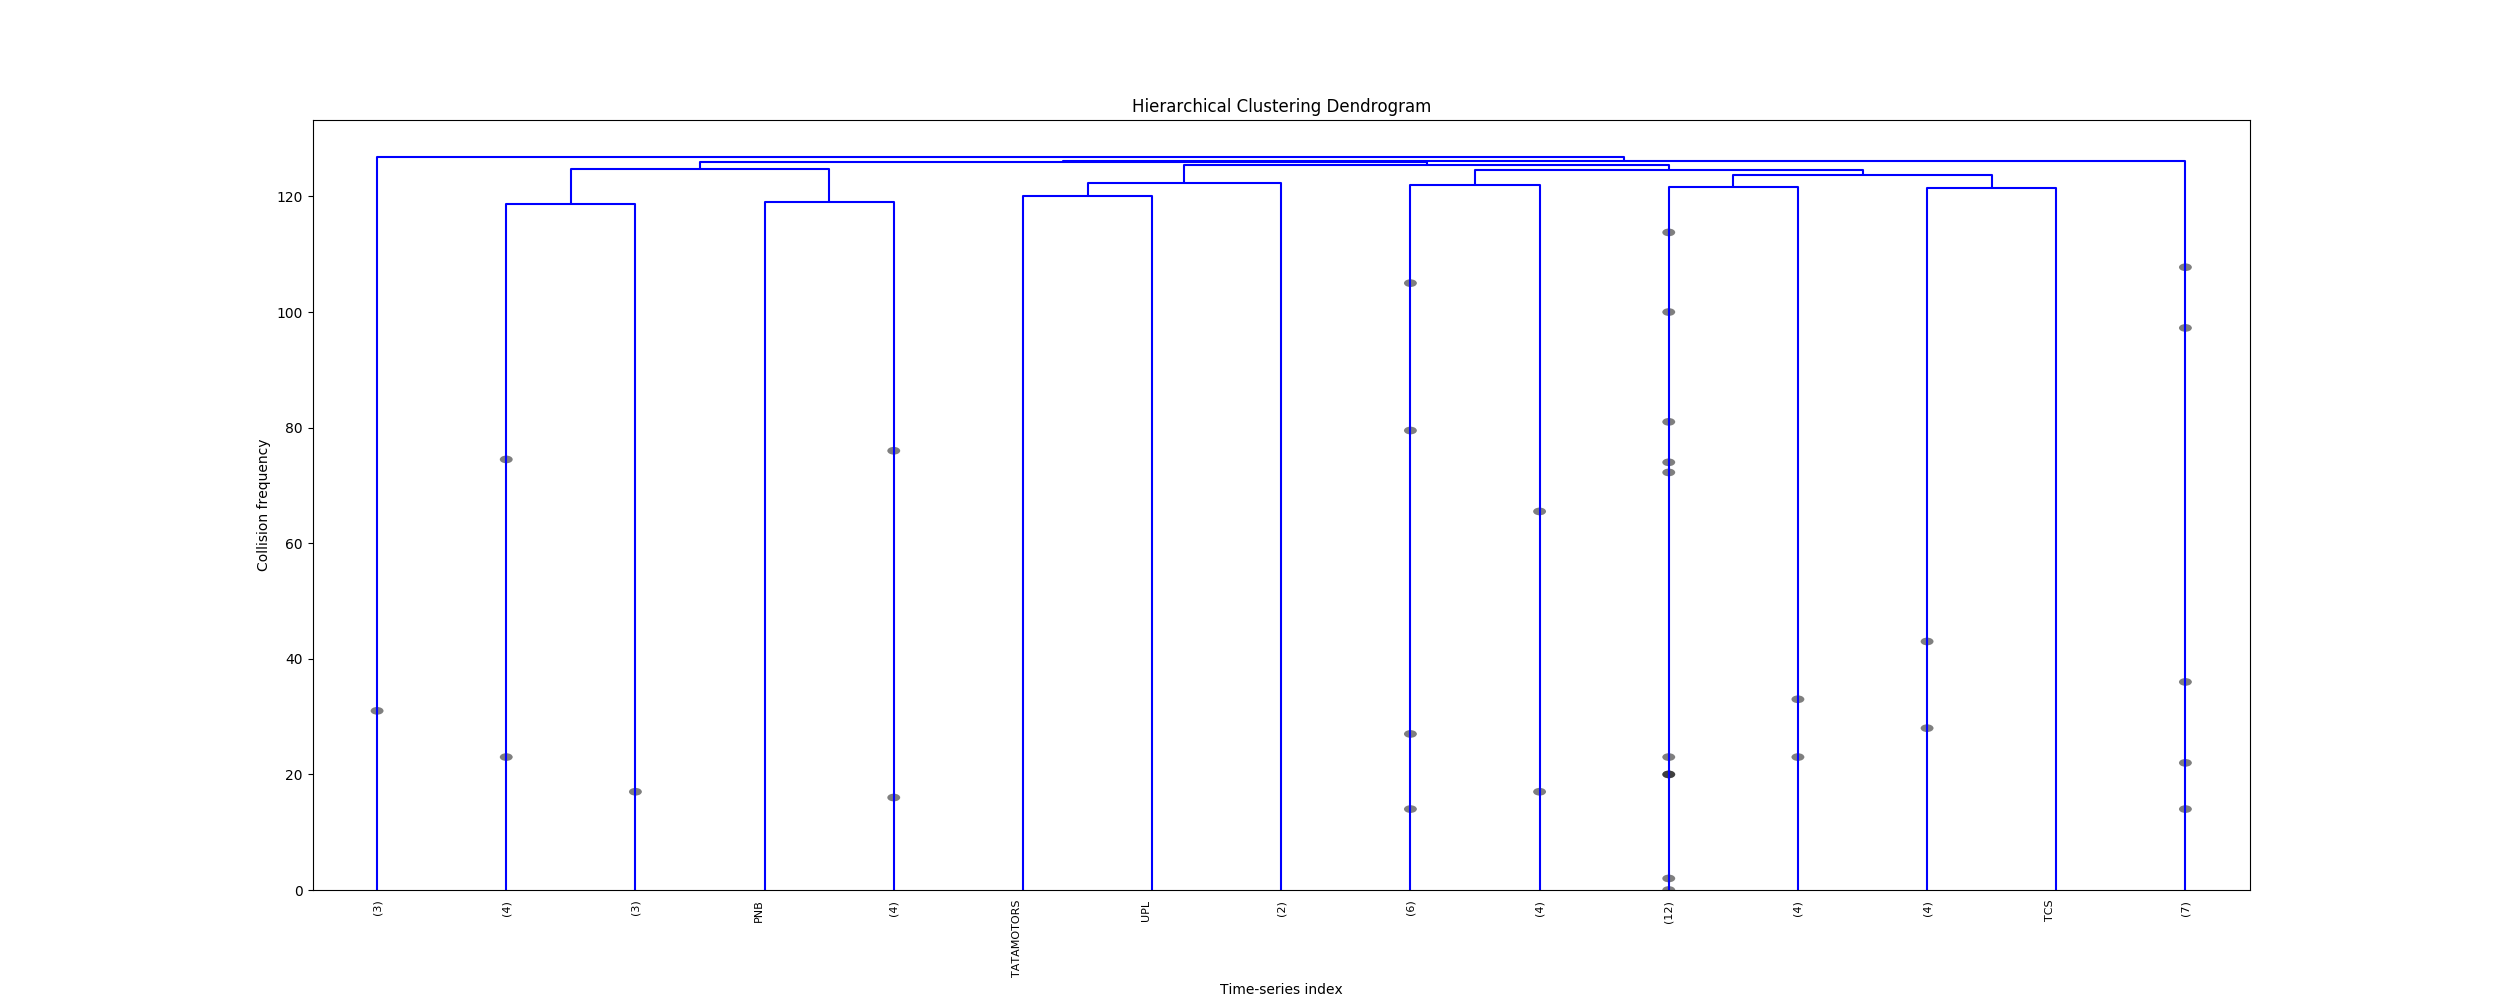 Hierarchical Clustering Dendrogram
120
100
80
60
40
20
0
Collision frequency
(3)
(4)
(3)
PNB
(4)
TATAMOTORS
UPL
(2)
(6)
(4)
(12)
(4)
(4)
TCS
(7)
Time-series index